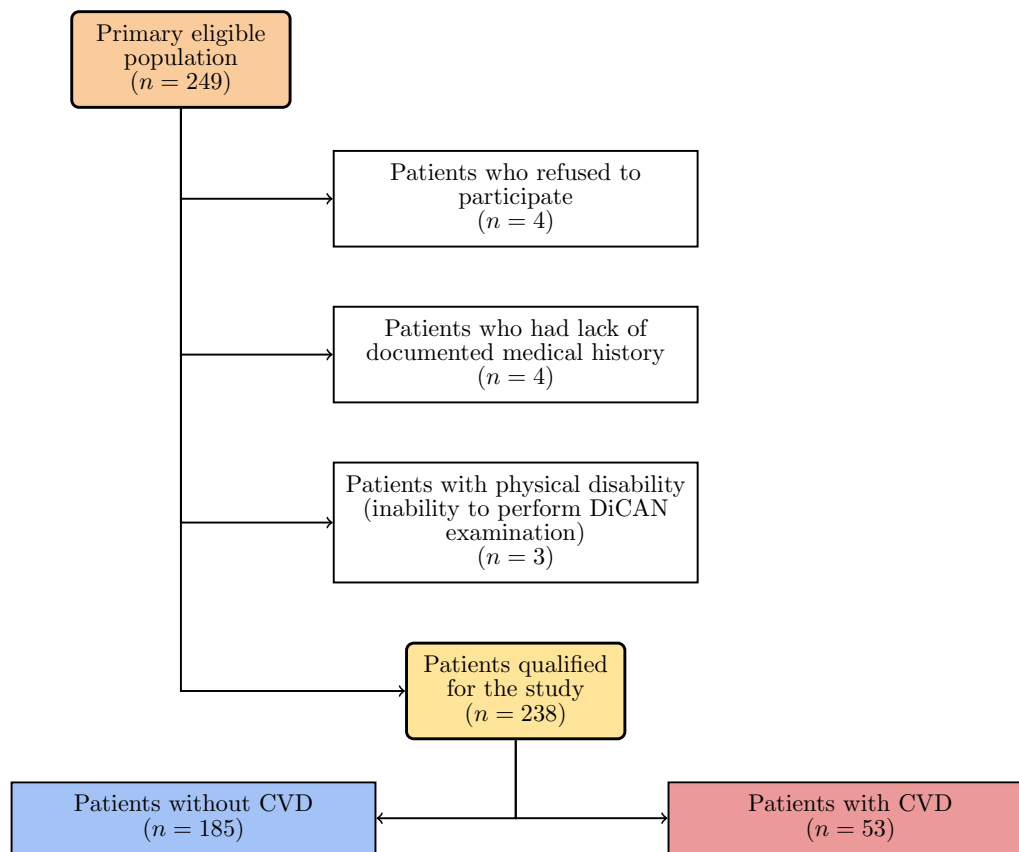 Primary eligible
population
(n = 249)
Patients who refused to
participate
(n = 4)
Patients who had lack of
documented medical history
(n = 4)
Patients with physical disability
(inability to perform DiCAN
examination)
(n = 3)
Patients qualified
for the study
(n = 238)
Patients without CVD
(n = 185)
Patients with CVD
(n = 53)